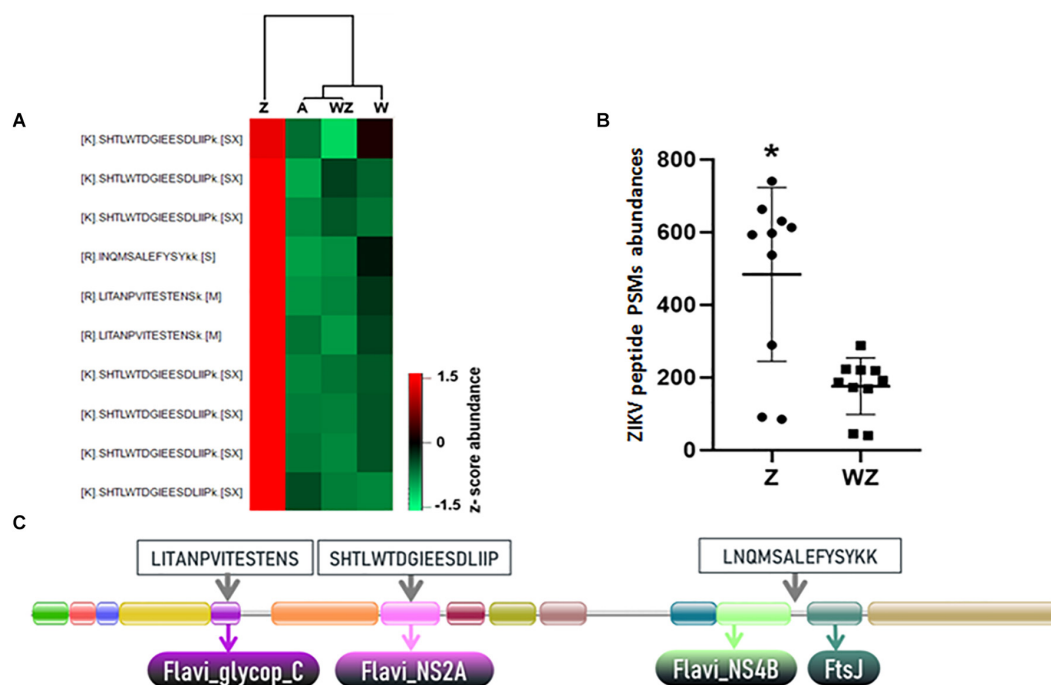 A
Z A WZ W
[K].SHTLWTDGIEESDLIIPk.[SX]
[K].SHTLWTDGIEESDLIIPk.[SX]
[K].SHTLWTDGIEESDLIIPk.[SX]
[R].INQMSALEFYSYkk.[S]
[R].LITANPVITESTENSk.[M]
[R].LITANPVITESTENSk.[M]
[K].SHTLWTDGIEESDLIIPk.[SX]
[K].SHTLWTDGIEESDLIIPk.[SX]
[K].SHTLWTDGIEESDLIIPk.[SX]
[K].SHTLWTDGIEESDLIIPk.[SX]
1.5
0
-1.5
z- score abundance
B
ZIKV peptide PSMs abundances
800
600
400
200
0
*
Z WZ
C
LITANPVITESTENS SHTLWTDGIEESDLIIP LNQMSALEFYSYKK
Flavi_glycop_C Flavi_NS2A Flavi_NS4B FtsJ